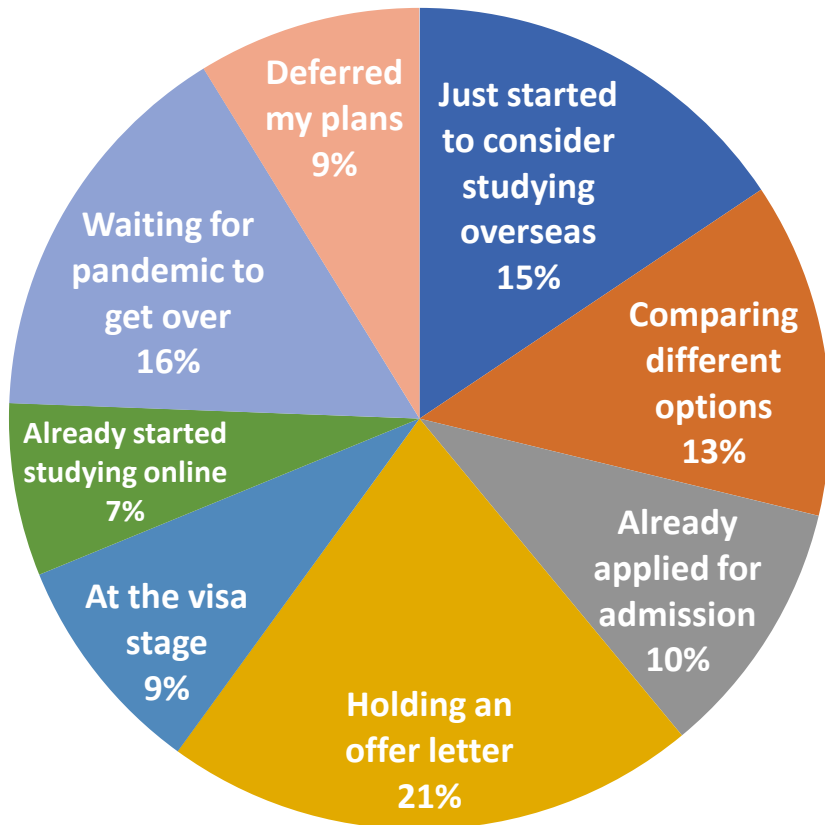 Just started
to consider
studying
overseas
15%
Comparing
different
options
13%
Already
applied for
admission
10%
Holding an
offer letter
21%
At the visa
stage
9%
Already started
studying online
7%
Waiting for
pandemic to
get over
16%
Deferred
my plans
9%